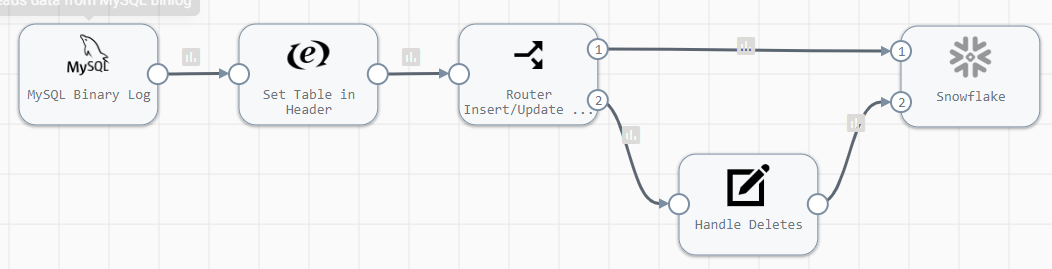 eads data from MySQL binlog
MySQL
MySQL Binary Log
Set Table in
Header
Router
Insert/Update ...
1
2
1
2
Snowflake
Handle Deletes